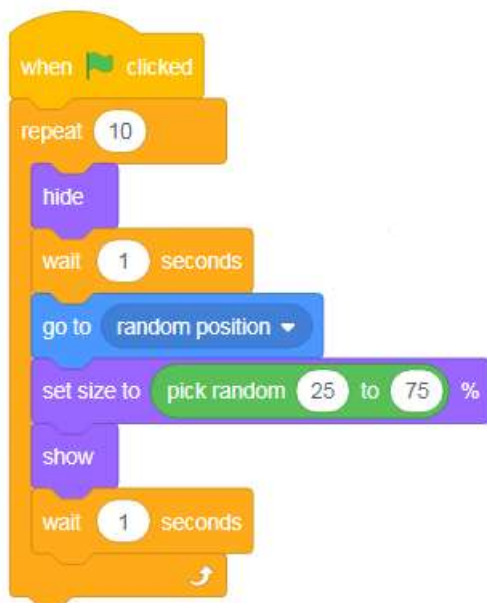 when clicked
repeat 10
hide
wait 1 seconds
go to random position
set size to pick random 25 to 75 %
show
wait 1 seconds